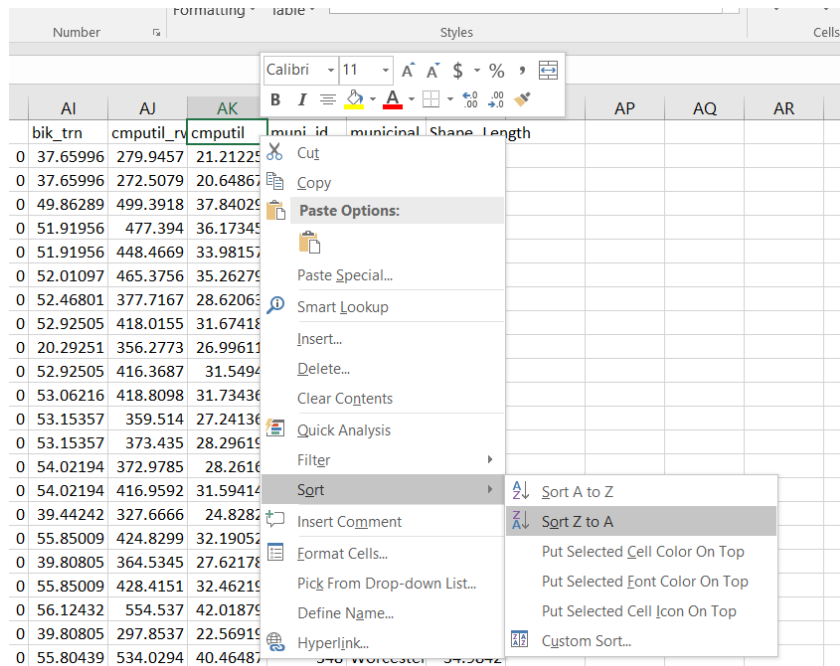 Formatting Table
Number Styles Cells
Calibri 11 A A $ % ,
B I A .00 .00
AI AJ AK AP AQ AR
bik_trn cmputil_rw cmputil muni_id municipal Shape_Length
0 37.65996 279.9457 21.21225
0 37.65996 272.5079 20.64867
0 49.86289 499.3918 37.84029
0 51.91956 477.394 36.17345
0 51.91956 448.4669 33.98157
0 52.01097 465.3756 35.26279
0 52.46801 377.7167 28.62063
0 52.92505 418.0155 31.67418
0 20.29251 356.2773 26.99611
0 52.92505 416.3687 31.5494
0 53.06216 418.8098 31.73436
0 53.15357 359.514 27.24136
0 53.15357 373.435 28.29619
0 54.02194 372.9785 28.2616
0 54.02194 416.9592 31.59414
0 39.44242 327.6666 24.8282
0 55.85009 424.8299 32.19052
0 39.80805 364.5345 27.62178
0 55.85009 428.4151 32.46219
0 56.12432 554.537 42.01879
0 39.80805 297.8537 22.56919
0 55.80439 534.0294 40.46487 348 Worcester 54.9842
Cut
Copy
Paste Options:
Paste Special...
Smart Lookup
Insert...
Delete...
Clear Contents
Quick Analysis
Filter
Sort
Insert Comment
Format Cells...
Pick From Drop-down List...
Define Name...
Hyperlink...
Sort A to Z
Sort Z to A
Put Selected Cell Color On Top
Put Selected Font Color On Top
Put Selected Cell Icon On Top
Custom Sort...